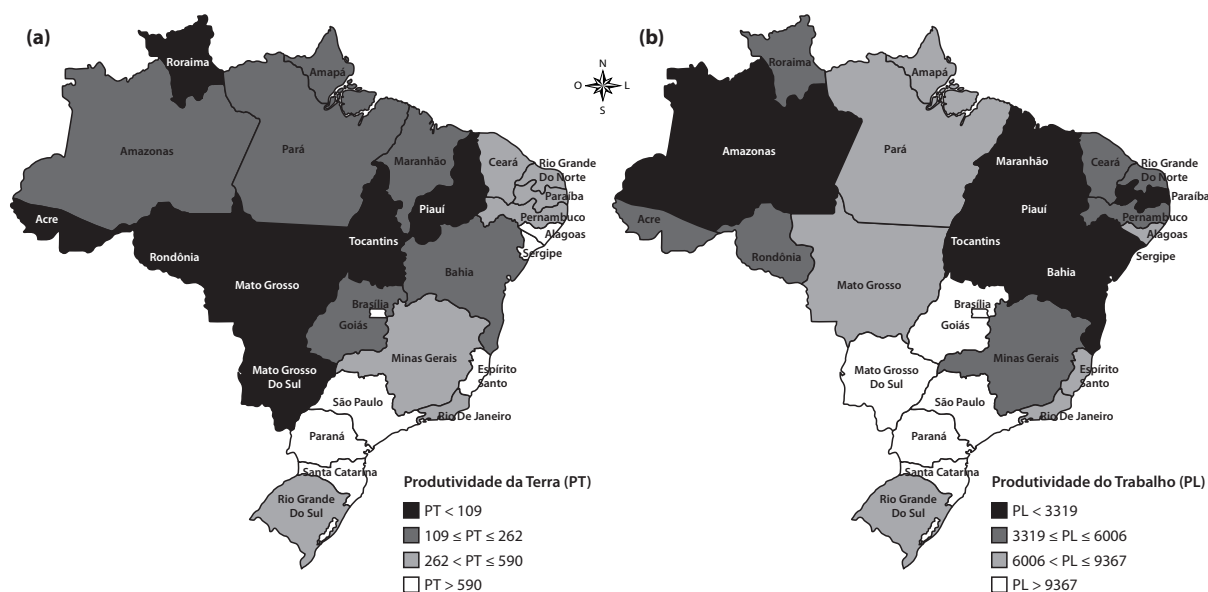 (a)
Roraima
Amapá
Amazonas
Pará
Maranhão
Ceará
Rio Grande
Do Norte
Paraíba
Piauí
Pernambuco
Acre
Alagoas
Tocantins
Sergipe
Rondônia
Bahia
Mato Grosso
Brasília
Goiás
Minas Gerais
Mato Grosso
Do Sul
Espírito
Santo
São Paulo
Rio De Janeiro
Paraná
Santa Catarina
Rio Grande
Do Sul
Produtividade da Terra (PT)
PT < 109
109 ≤ PT ≤ 262
262 < PT ≤ 590
PT > 590
N
O
L
S
(b)
Roraima
Amapá
Amazonas
Pará
Maranhão
Ceará
Rio Grande
Do Norte
Paraíba
Piauí
Pernambuco
Acre
Alagoas
Tocantins
Sergipe
Rondônia
Bahia
Mato Grosso
Brasília
Goiás
Minas Gerais
Mato Grosso
Do Sul
Espírito
Santo
São Paulo
Rio De Janeiro
Paraná
Santa Catarina
Rio Grande
Do Sul
Produtividade do Trabalho (PL)
PL < 3319
3319 ≤ PL ≤ 6006
6006 < PL ≤ 9367
PL > 9367